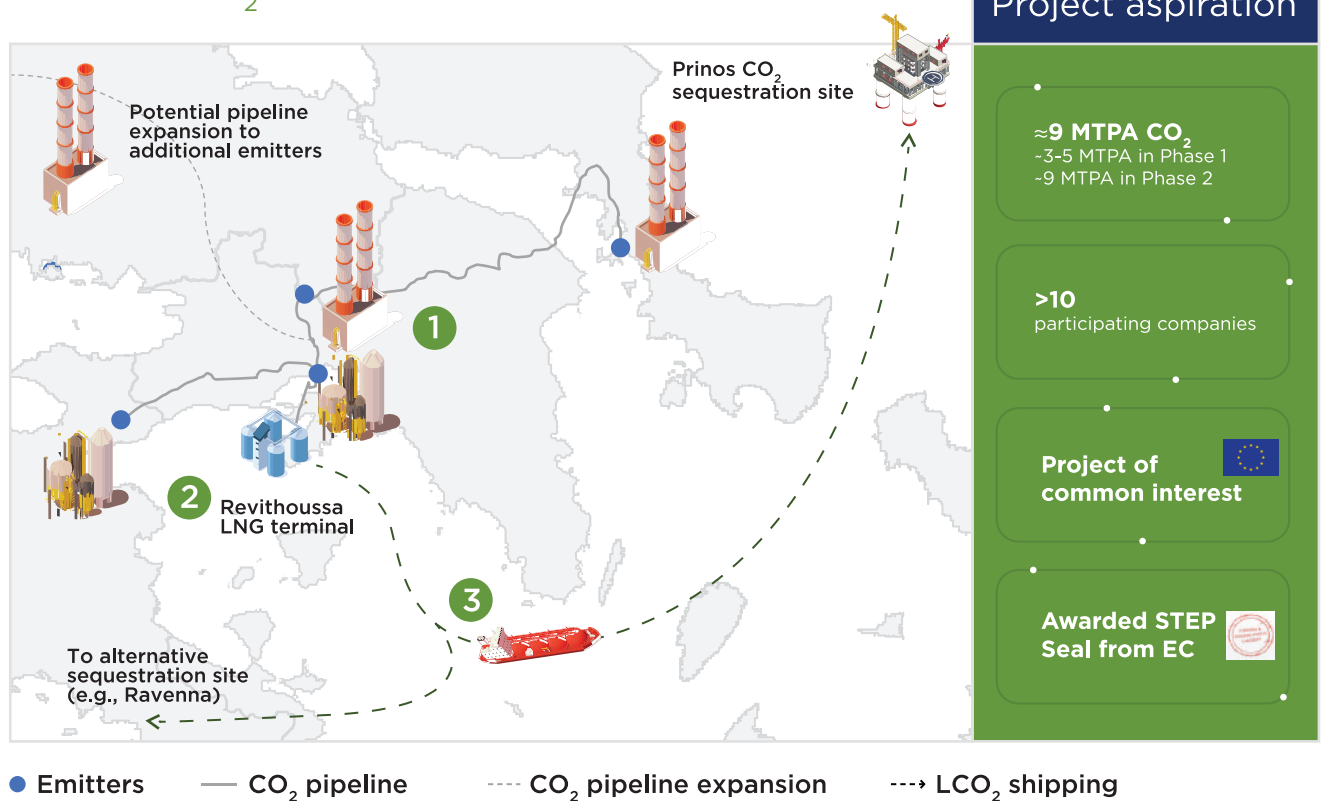 2
Project aspiration
Prinos CO2
sequestration site
Potential pipeline
expansion to
additional emitters
1
2
Revithoussa
LNG terminal
3
To alternative
sequestration site
(e.g., Ravenna)
≈9 MTPA CO2
~3-5 MTPA in Phase 1
~9 MTPA in Phase 2
>10
participating companies
Project of
common interest
Awarded STEP
Seal from EC
H
Emitters
CO2 pipeline
CO2 pipeline expansion
LCO2 shipping